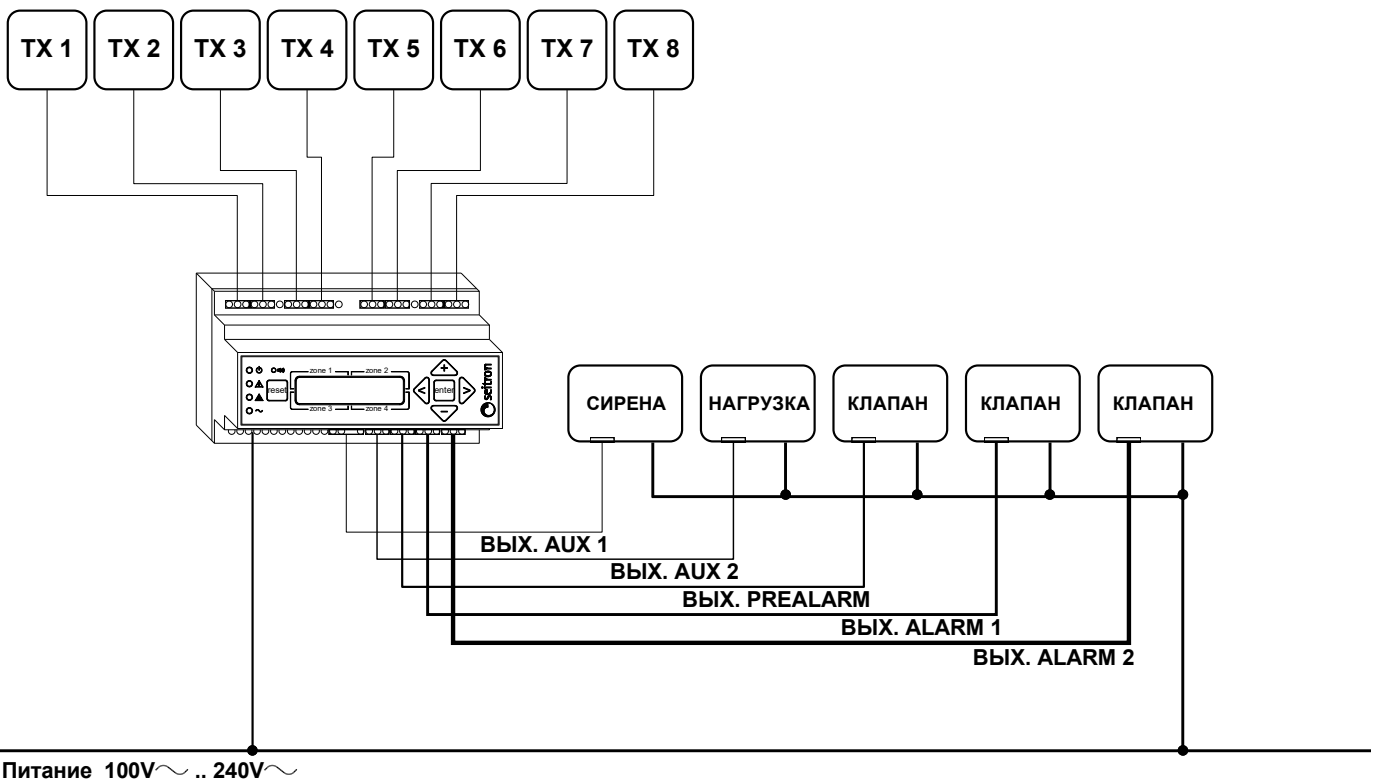 TX 1
TX 2
TX 3
TX 4
TX 5
TX 6
TX 7
TX 8
zone 1
zone 2
reset
enter
zone 3
zone 4
seitron
СИРЕНА
НАГРУЗКА
КЛАПАН
КЛАПАН
КЛАПАН
ВЫХ. AUX 1
ВЫХ. AUX 2
ВЫХ. PREALARM
ВЫХ. ALARM 1
ВЫХ. ALARM 2
Питание 100V~ .. 240V~